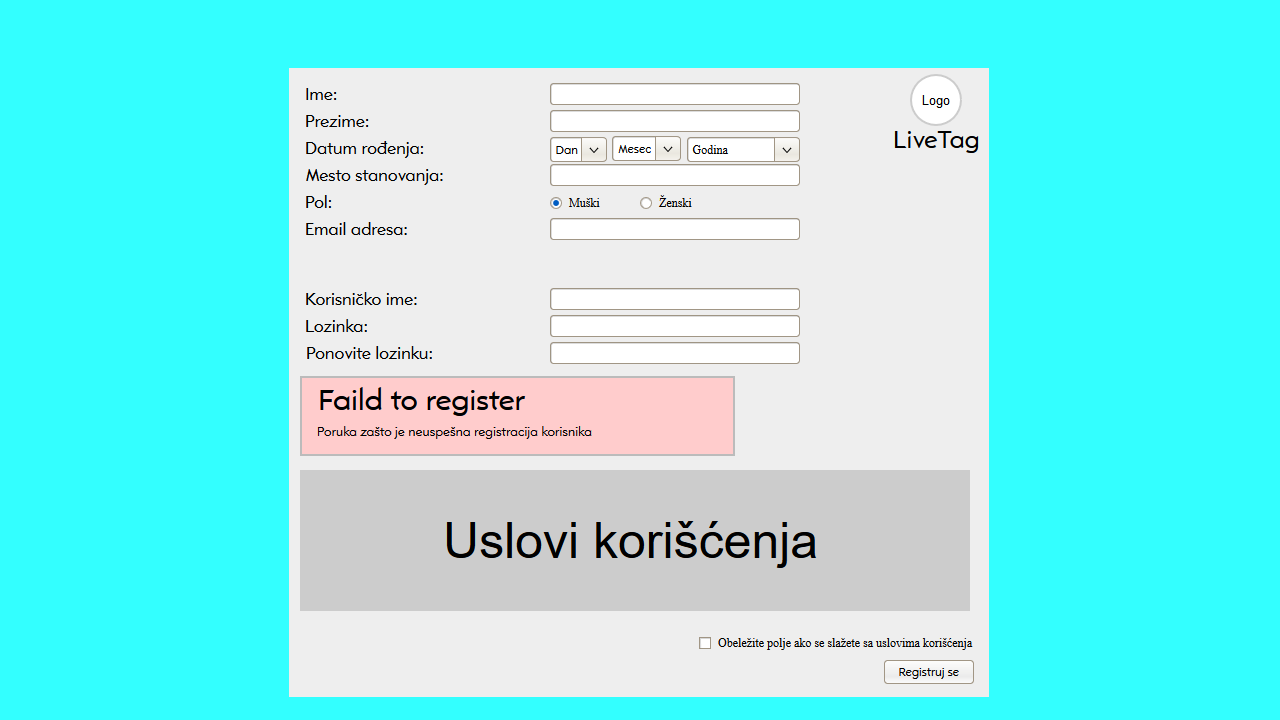 Ime:
Logo
Prezime:
LiveTag
Datum rođenja:
Dan Mesec Godina
Mesto stanovanja:
Pol:
Muški Ženski
Email adresa:
Korisničko ime:
Lozinka:
Ponovite lozinku:
Faild to register
Poruka zašto je neuspešna registracija korisnika
Uslovi korišćenja
Obeležite polje ako se slažete sa uslovima korišćenja
Registruj se